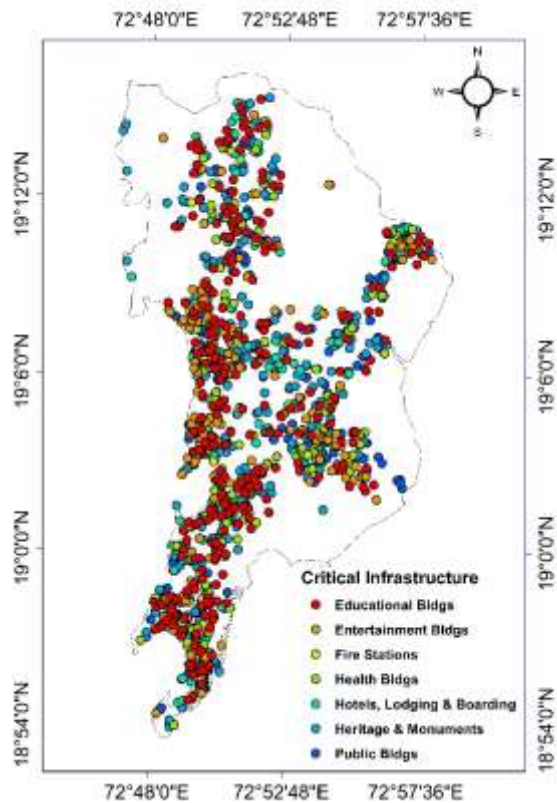 72°48'0"E 72°52'48"E 72°57'36"E
N
W E
S
19°12'0"N 19°12'0"N
19°6'0"N 19°6'0"N
19°0'0"N 19°0'0"N
18°54'0"N 18°54'0"N
Critical Infrastructure
Educational Bldgs
Entertainment Bldgs
Fire Stations
Health Bldgs
Hotels, Lodging & Boarding
Heritage & Monuments
Public Bldgs
72°48'0"E 72°52'48"E 72°57'36"E